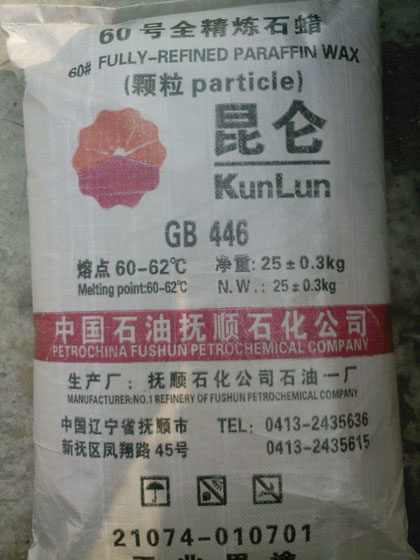 60号全精炼石蜡
60# FULLY-REFINED PARAFFIN WAX
(颗粒 particle)
昆仑
KunLun
GB 446
熔点 60-62℃ 净重: 25±0.3kg
Melting point:60-62℃ N.W.: 25±0.3kg
中国石油抚顺石化公司
PETROCHINA FUSHUN PETROCHEMICAL COMPANY
生产厂: 抚顺石化公司石油一厂
MANUFACTURER:NO.1 REFINERY OF FUSHUN PETROCHEMICAL COMPANY
中国辽宁省抚顺市 TEL: 0413-2435636
新抚区凤翔路45号 0413-2435615
21074-010701